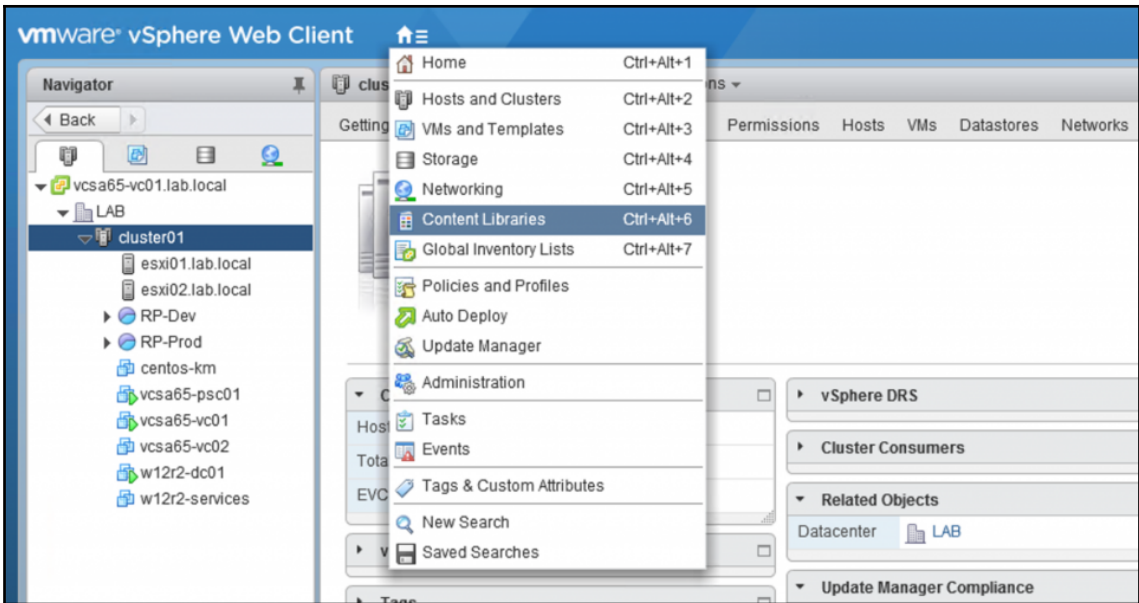 vmware® vSphere Web Client
Navigator
Back
vcsa65-vc01.lab.local
LAB
cluster01
esxi01.lab.local
esxi02.lab.local
RP-Dev
RP-Prod
centos-km
vcsa65-psc01
vcsa65-vc01
vcsa65-vc02
w12r2-dc01
w12r2-services
Home Ctrl+Alt+1
Hosts and Clusters Ctrl+Alt+2
VMs and Templates Ctrl+Alt+3
Storage Ctrl+Alt+4
Networking Ctrl+Alt+5
Content Libraries Ctrl+Alt+6
Global Inventory Lists Ctrl+Alt+7
Policies and Profiles
Auto Deploy
Update Manager
Administration
Tasks
Events
Tags & Custom Attributes
New Search
Saved Searches
Getting
Permissions Hosts VMs Datastores Networks
EVC
Tags
vSphere DRS
Cluster Consumers
Related Objects
Datacenter LAB
Update Manager Compliance